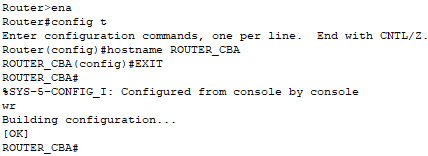 Router>ena
Router#config t
Enter configuration commands, one per line.  End with CNTL/Z.
Router(config)#hostname ROUTER_CBA
ROUTER_CBA(config)#EXIT
ROUTER_CBA#
%SYS-5-CONFIG_I: Configured from console by console
wr
Building configuration...
[OK]
ROUTER_CBA#